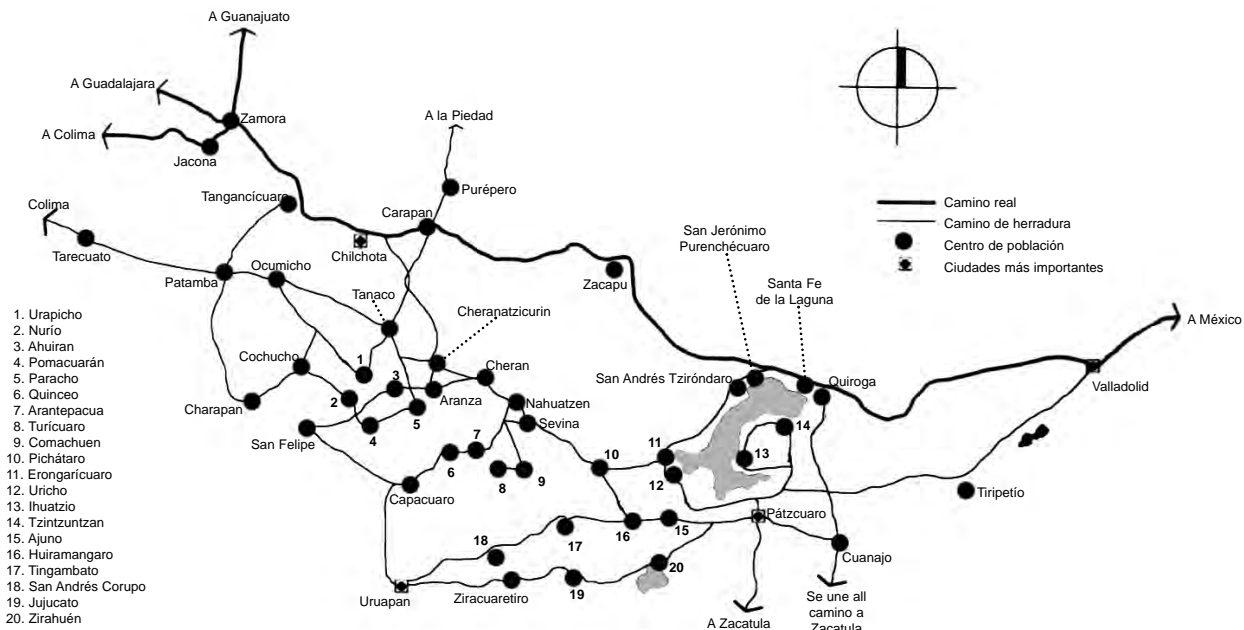 A Guanajuato
A Guadalajara
A Colima
Zamora
Jacona
A la Piedad
Purépero
Tangancícuaro
Colima
Carapan
Tarecuato
Chilchota
Patamba
Ocumicho
Zacapu
San Jerónimo
Purenchécuaro
Santa Fe
de la Laguna
Camino real
Camino de herradura
Centro de población
Ciudades más importantes
Tanaco
Cheranatzicurin
A México
1. Urapicho
2. Nurío
3. Ahuiran
4. Pomacuarán
5. Paracho
6. Quinceo
7. Arantepacua
8. Turícuaro
9. Comachuen
10. Pichátaro
11. Erongarícuaro
12. Uricho
13. Ihuatzio
14. Tzintzuntzan
15. Ajuno
16. Huiramangaro
17. Tingambato
18. San Andrés Corupo
19. Jujucato
20. Zirahuén
Cochucho
1
Cheran
San Andrés Tziróndaro
Quiroga
Valladolid
Charapan
2
3
Aranza
Nahuatzen
Sevina
4
5
San Felipe
14
11
13
6
7
10
12
8
9
Capacuaro
Tiripetío
Pátzcuaro
15
16
17
18
Cuanajo
20
Uruapan
Ziracuaretiro
19
A Zacatula
Se une all
camino a
Zacatula